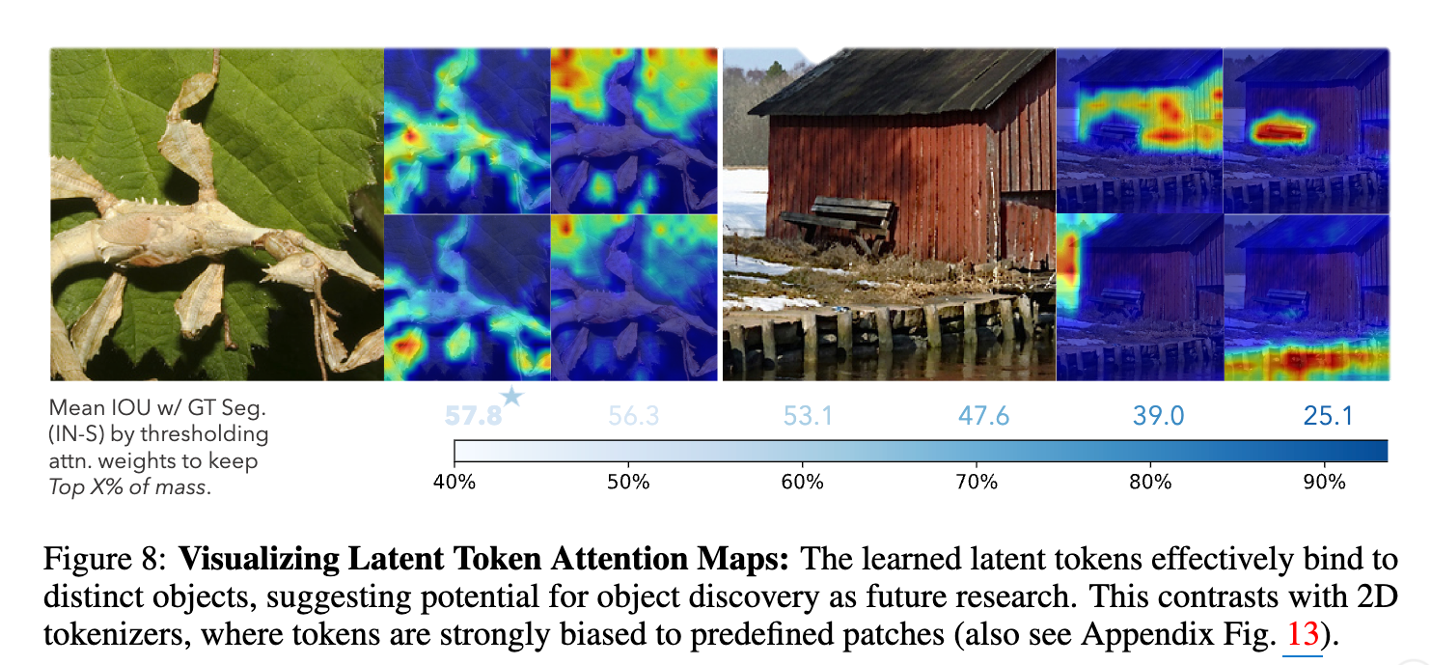 Mean IOU w/ GT Seg.
(IN-S) by thresholding
attn. weights to keep
Top X% of mass.
57.8 56.3 53.1 47.6 39.0 25.1
40% 50% 60% 70% 80% 90%
Figure 8: Visualizing Latent Token Attention Maps: The learned latent tokens effectively bind to
distinct objects, suggesting potential for object discovery as future research. This contrasts with 2D
tokenizers, where tokens are strongly biased to predefined patches (also see Appendix Fig. 13).